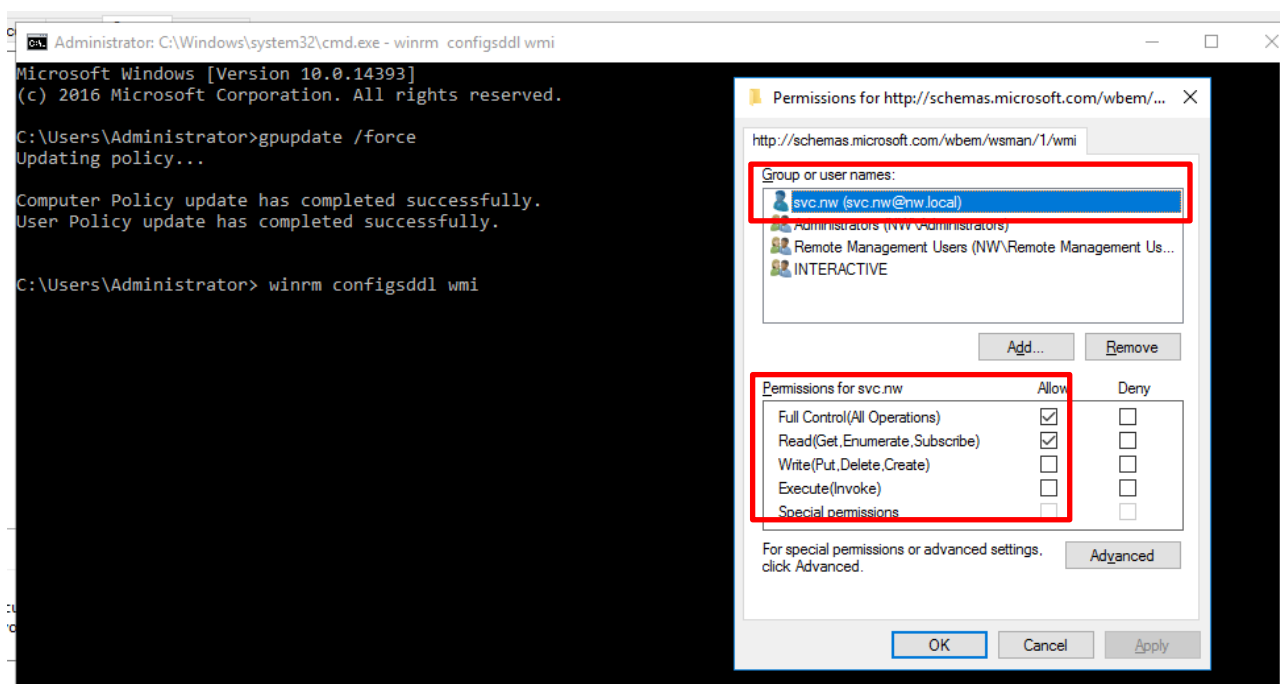 Administrator: C:\Windows\system32\cmd.exe - winrm configsddl wmi
Microsoft Windows [Version 10.0.14393]
(c) 2016 Microsoft Corporation. All rights reserved.
C:\Users\Administrator>gpupdate /force
Updating policy...
Computer Policy update has completed successfully.
User Policy update has completed successfully.
C:\Users\Administrator> winrm configsddl wmi
Permissions for http://schemas.microsoft.com/wbem/...
http://schemas.microsoft.com/wbem/wsman/1/wmi
Group or user names:
svc.nw (svc.nw@nw.local)
Administrators (NW\Administrators)
Remote Management Users (NW\Remote Management Us...
INTERACTIVE
Add... Remove
Permissions for svc.nw Allow Deny
Full Control(All Operations)
Read(Get,Enumerate,Subscribe)
Write(Put,Delete,Create)
Execute(Invoke)
Special permissions
For special permissions or advanced settings,
click Advanced.
Advanced
OK Cancel Apply